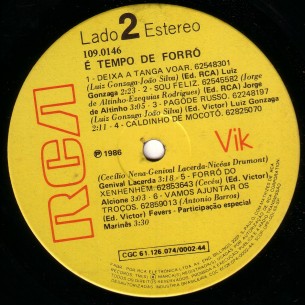 Lado 2 Estereo
109.0146
É TEMPO DE FORRÓ
1 - DEIXA A TANGA VOAR. 62548301
(Luiz Gonzaga-João Silva) (Ed. RCA) Luiz
Gonzaga 2:23 - 2 - SOU FELIZ. 62545582 (Jorge
de Altinho-Ezequias Rodrigues) (Ed. RCA) Jorge
de Altinho 3:05 - 3 - PAGODE RUSSO. 62248197
(Luiz Gonzaga-João Silva) (Ed. Victor) Luiz Gonzaga
2:11 - 4 - CALDINHO DE MOCOTÓ. 62825070
RCA
Vik
℗ 1986
(Cecílio Nena-Genival Lacerda-Nicéas Drumont)
Genival Lacerda 3:18 - 5 - FORRÓ DO
XENHENHEM. 62853643 (Cecéu) (Ed. Victor)
Alcione 3:03 - 6 - VAMOS AJUNTAR OS
TROÇOS. 62859013 (Antonio Barros)
(Ed. Victor) Fevers - Participação especial
Marinês 3:30
CGC 61.126.074/0002-44